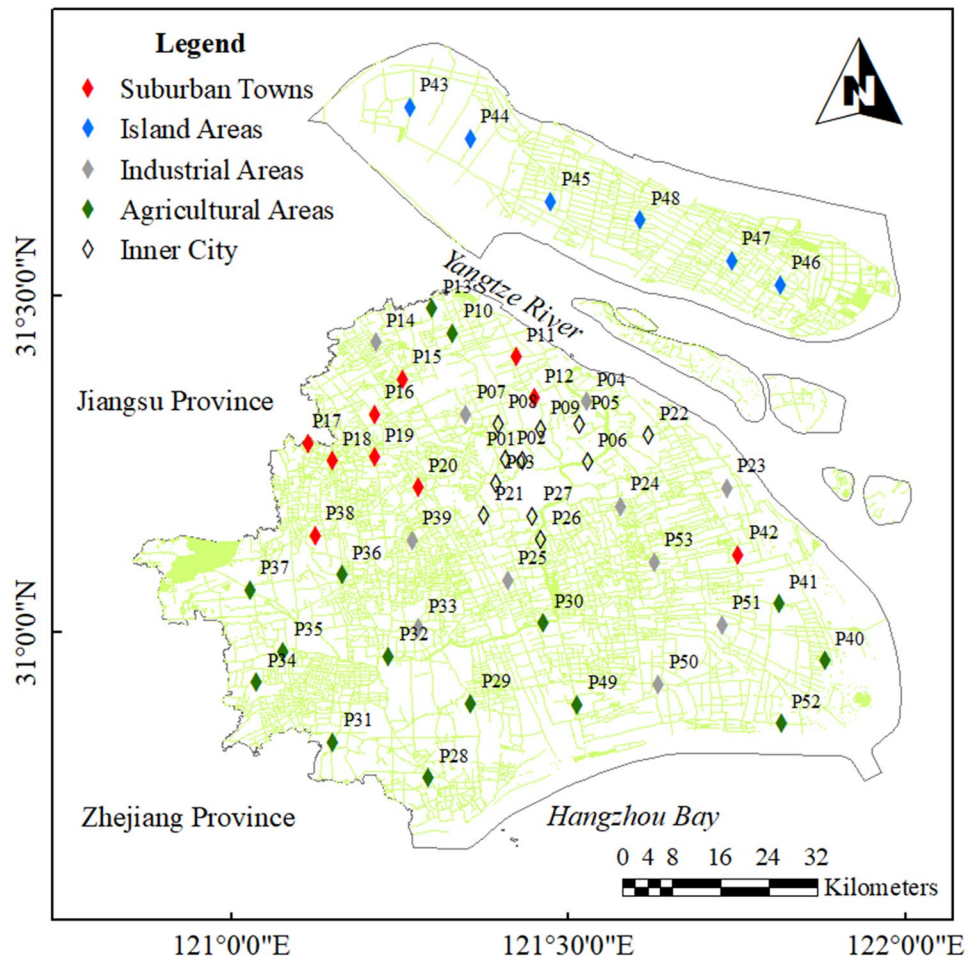 Legend
Suburban Towns
Island Areas
Industrial Areas
Agricultural Areas
Inner City
N
P43
P44
P45
P48
P47
P46
Yangtze River
31°30'0"N
P13
P10
P14
P11
P15
P12
P04
Jiangsu Province
P16
P07
P08
P09
P05
P22
P17
P18
P19
P01
P02
P06
P03
P20
P23
P21
P27
P24
P38
P39
P26
P53
P42
P37
P36
P25
P41
P30
P51
P33
31°0'0"N
P35
P32
P40
P34
P50
P29
P49
P52
P31
P28
Zhejiang Province
Hangzhou Bay
0 4 8 16 24 32
Kilometers
121°0'0"E
121°30'0"E
122°0'0"E